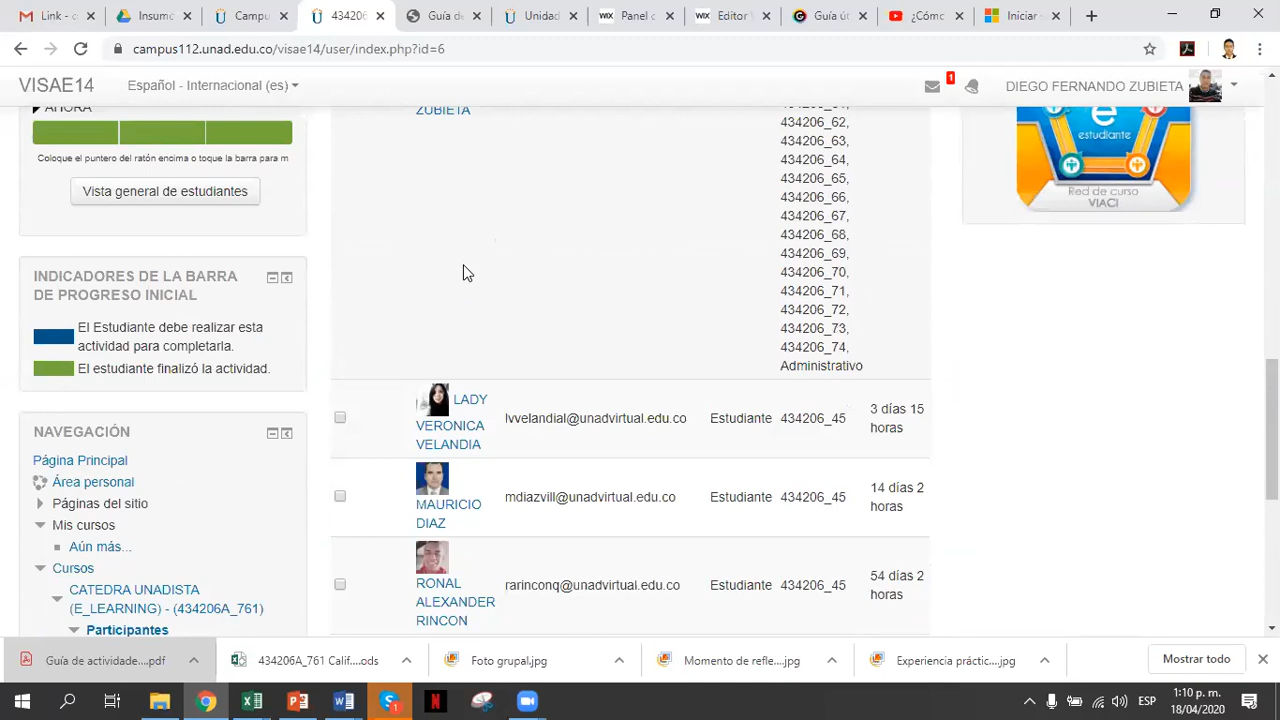 Link -
Insumo
Campu
434206
Guía de
Unidad
WIX Panel c
WIX Editor
Guía út
¿Cómo
Iniciar s
campus112.unad.edu.co/visae14/user/index.php?id=6
VISAE14
Español - Internacional (es)
1
DIEGO FERNANDO ZUBIETA
AHORA
Coloque el puntero del ratón encima o toque la barra para m
Vista general de estudiantes
INDICADORES DE LA BARRA
DE PROGRESO INICIAL
El Estudiante debe realizar esta
actividad para completarla.
El estudiante finalizó la actividad.
NAVEGACIÓN
Página Principal
Área personal
Páginas del sitio
Mis cursos
Aún más...
Cursos
CATEDRA UNADISTA
(E_LEARNING) - (434206A_761)
Participantes
ZUBIETA
434206_62,
434206_63,
434206_64,
434206_65,
434206_66,
434206_67,
434206_68,
434206_69,
434206_70,
434206_71,
434206_72,
434206_73,
434206_74,
Administrativo
LADY
VERONICA
VELANDIA
lvvelandial@unadvirtual.edu.co
Estudiante
434206_45
3 días 15
horas
MAURICIO
DIAZ
mdiazvill@unadvirtual.edu.co
Estudiante
434206_45
14 días 2
horas
RONAL
ALEXANDER
RINCON
rarinconq@unadvirtual.edu.co
Estudiante
434206_45
54 días 2
horas
e
estudiante
Red de curso
VIACI
Guía de actividade....pdf
434206A_761 Calif....ods
Foto grupal.jpg
Momento de refle....jpg
Experiencia práctic....jpg
Mostrar todo
ESP
1:10 p. m.
18/04/2020